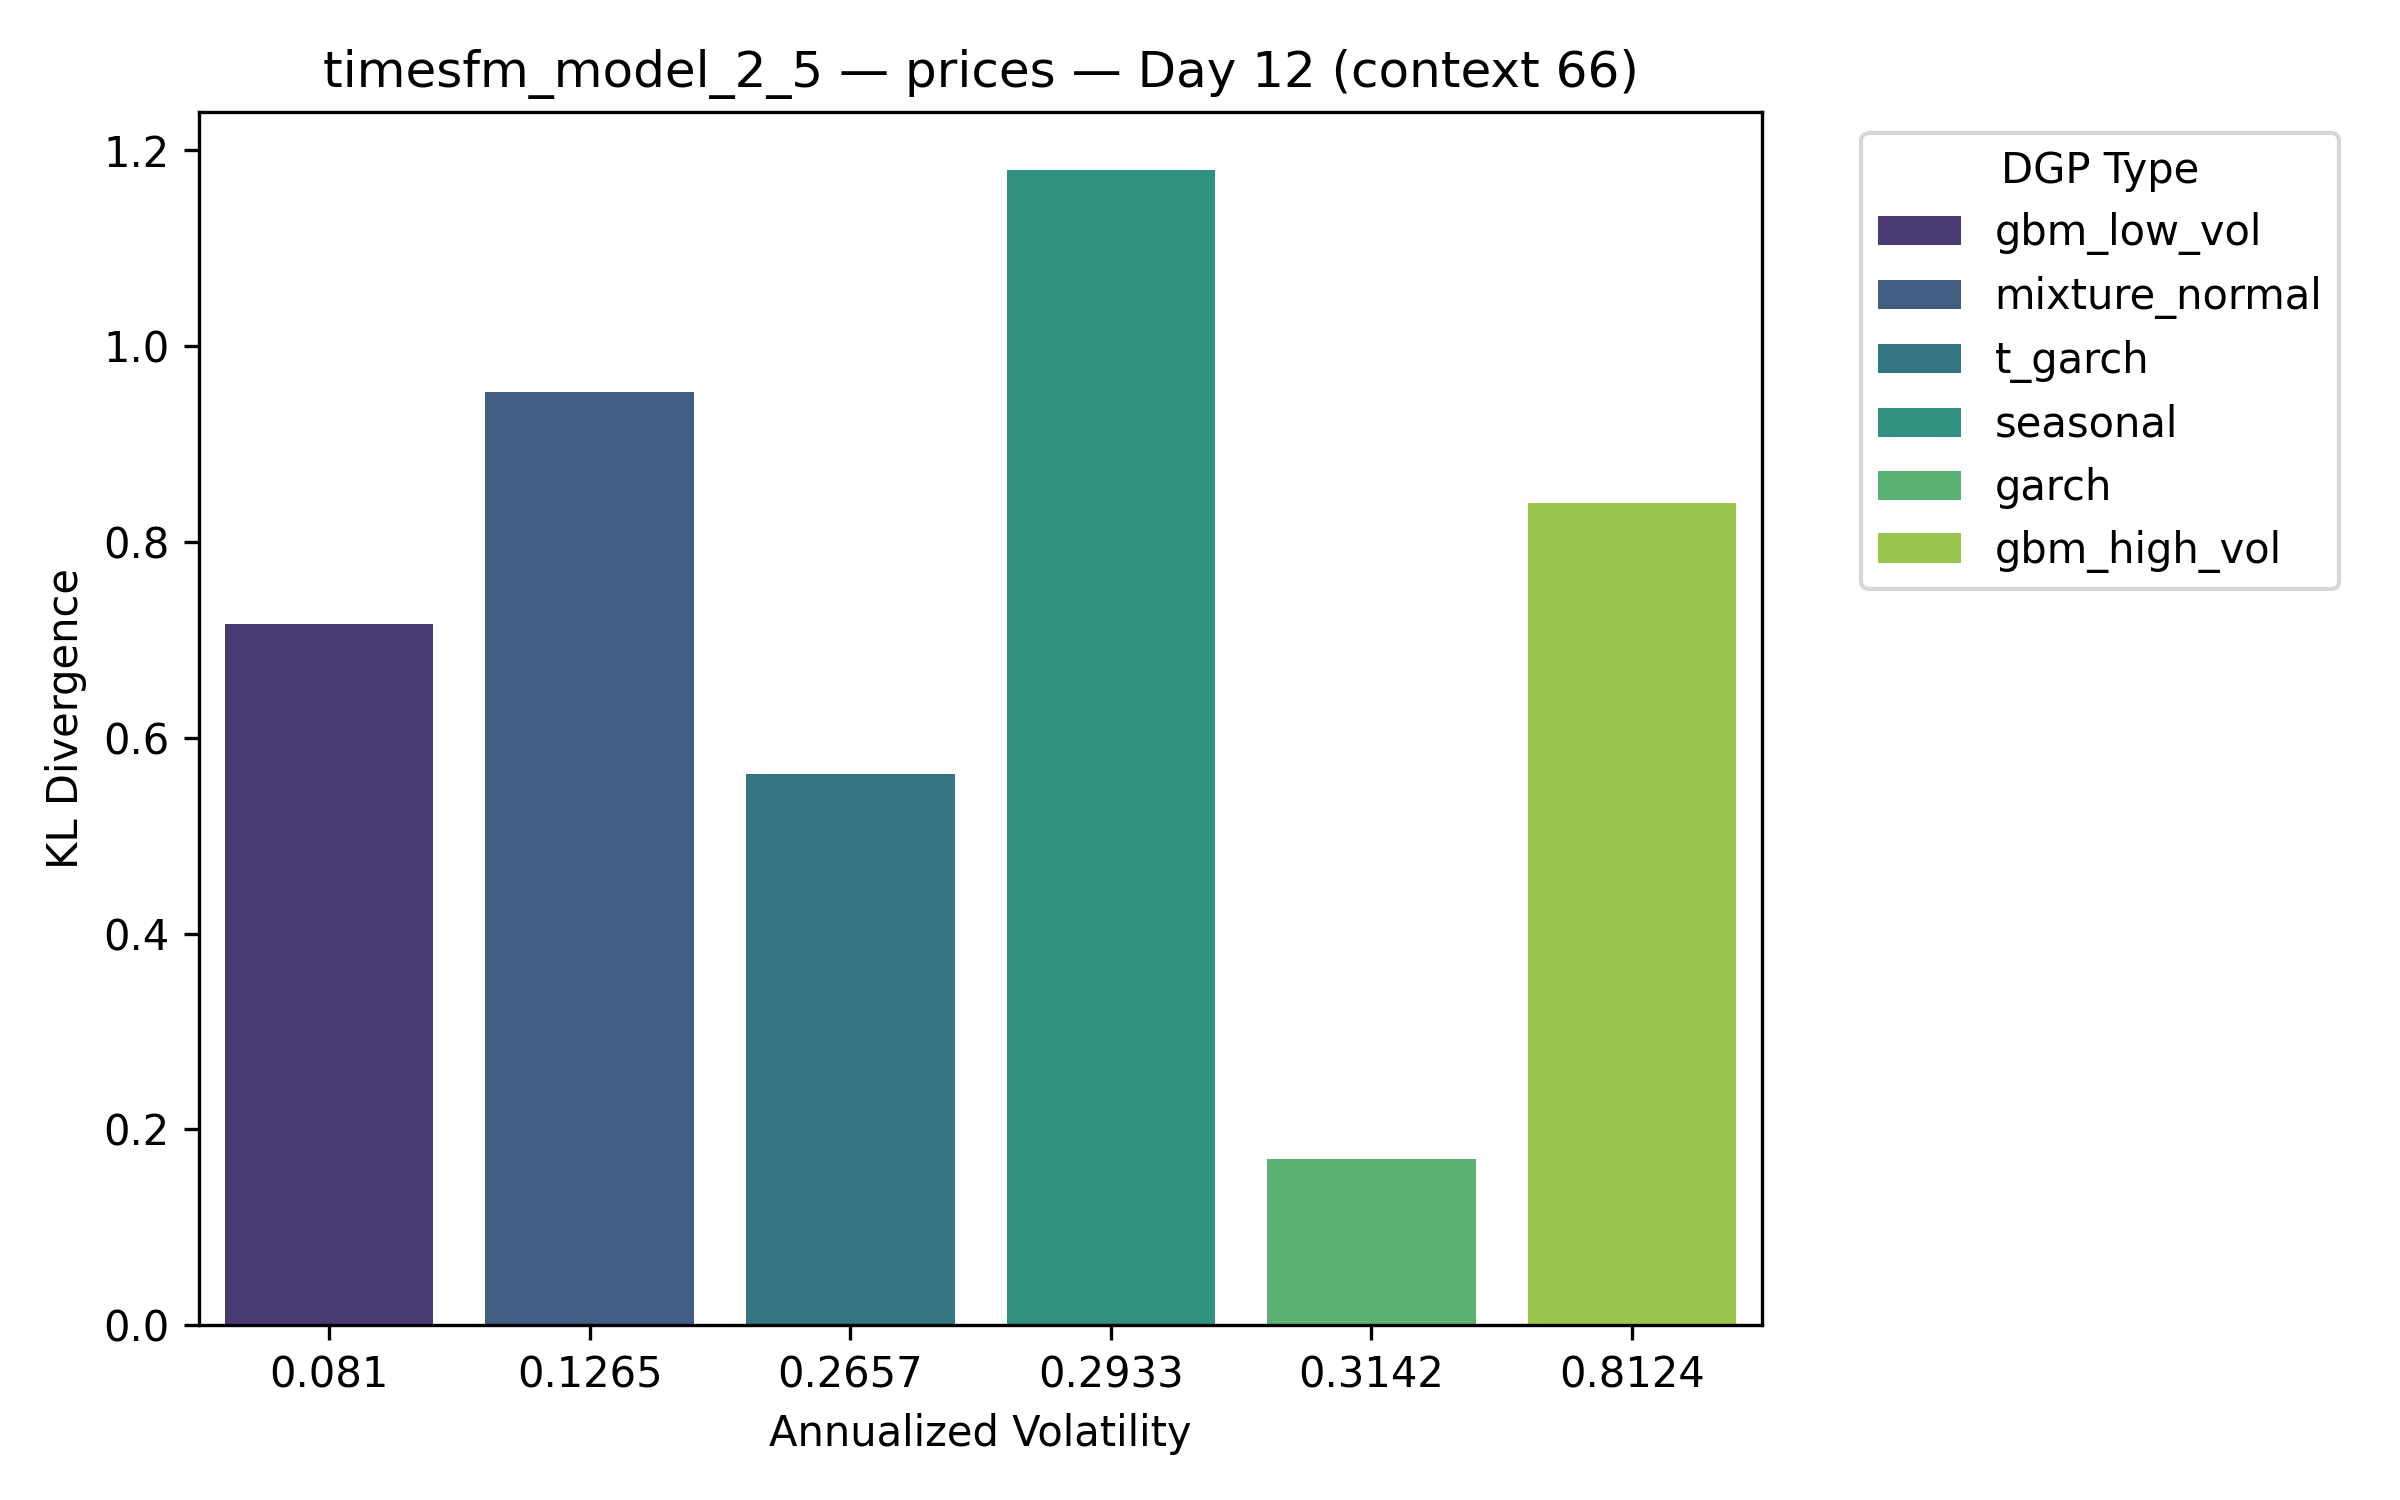 timesfm_model_2_5 — prices — Day 12 (context 66)
KL Divergence
1.2
1.0
0.8
0.6
0.4
0.2
0.0
0.081 0.1265 0.2657 0.2933 0.3142 0.8124
Annualized Volatility
DGP Type
gbm_low_vol
mixture_normal
t_garch
seasonal
garch
gbm_high_vol